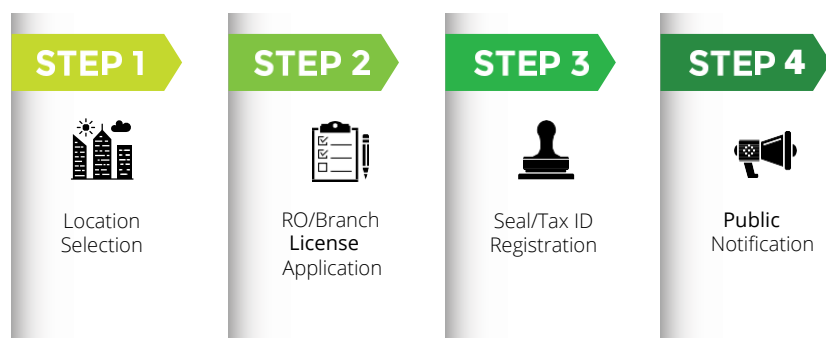 STEP 1
Location
Selection
STEP 2
RO/Branch
License
Application
STEP 3
Seal/Tax ID
Registration
STEP 4
Public
Notification